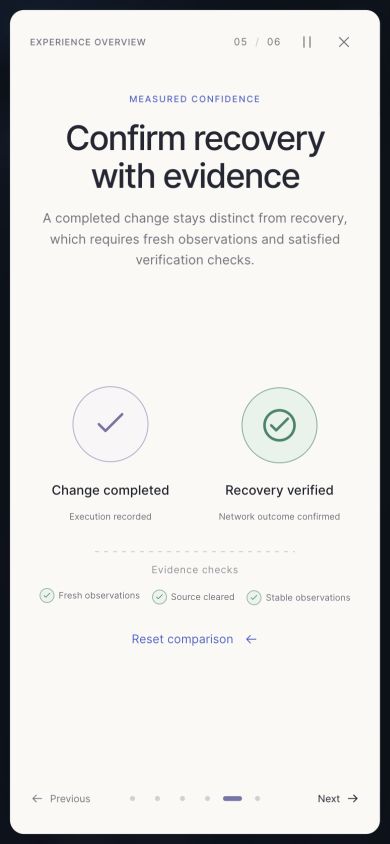 EXPERIENCE OVERVIEW
05 / 06
MEASURED CONFIDENCE
Confirm recovery
with evidence
A completed change stays distinct from recovery,
which requires fresh observations and satisfied
verification checks.
Change completed
Recovery verified
Execution recorded
Network outcome confirmed
Evidence checks
Fresh observations
Source cleared
Stable observations
Reset comparison ←
← Previous
Next →